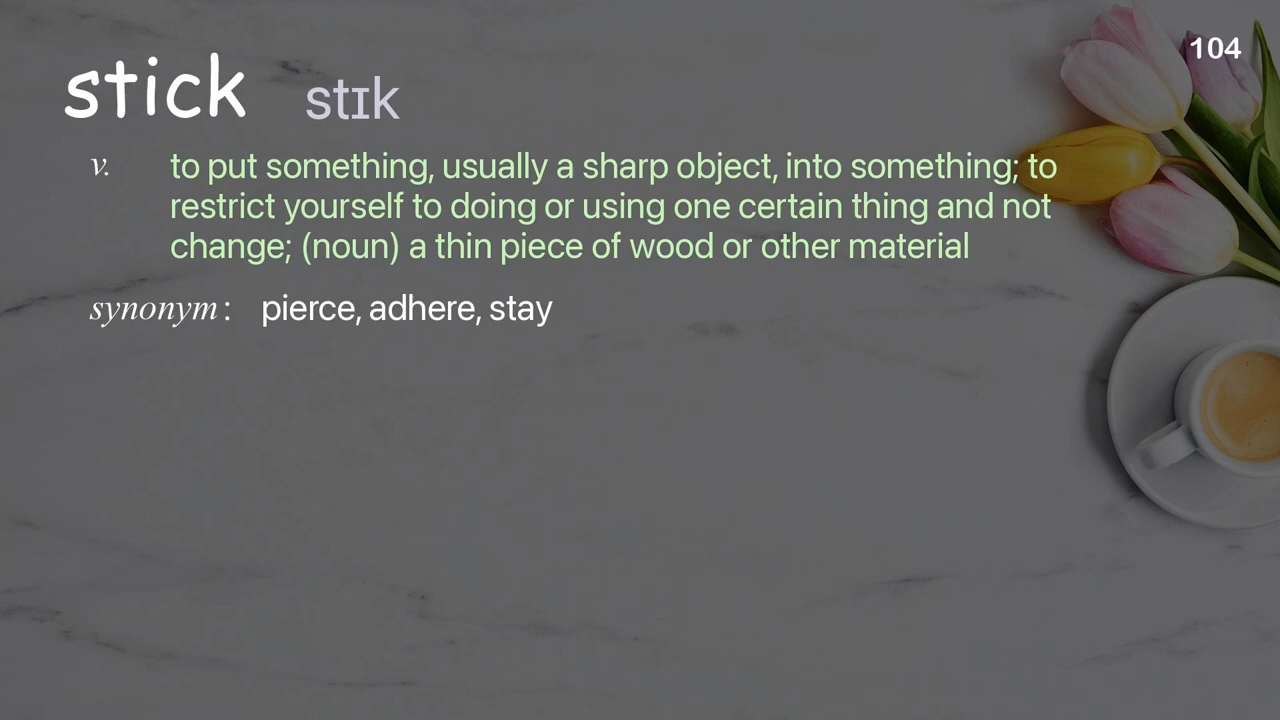 104
stick stɪk
v. to put something, usually a sharp object, into something; to
restrict yourself to doing or using one certain thing and not
change; (noun) a thin piece of wood or other material
synonym: pierce, adhere, stay